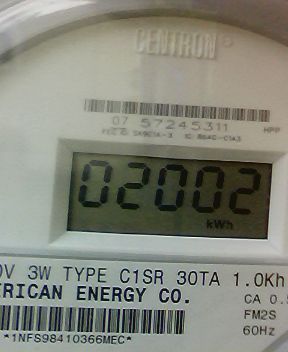 CENTRON®
07 57245311 HPP
02002
kWh
0V 3W TYPE C1SR 30TA 1.0Kh
ERICAN ENERGY CO.
CA 0.5
FM2S
60Hz
*1NFS98410366MEC*